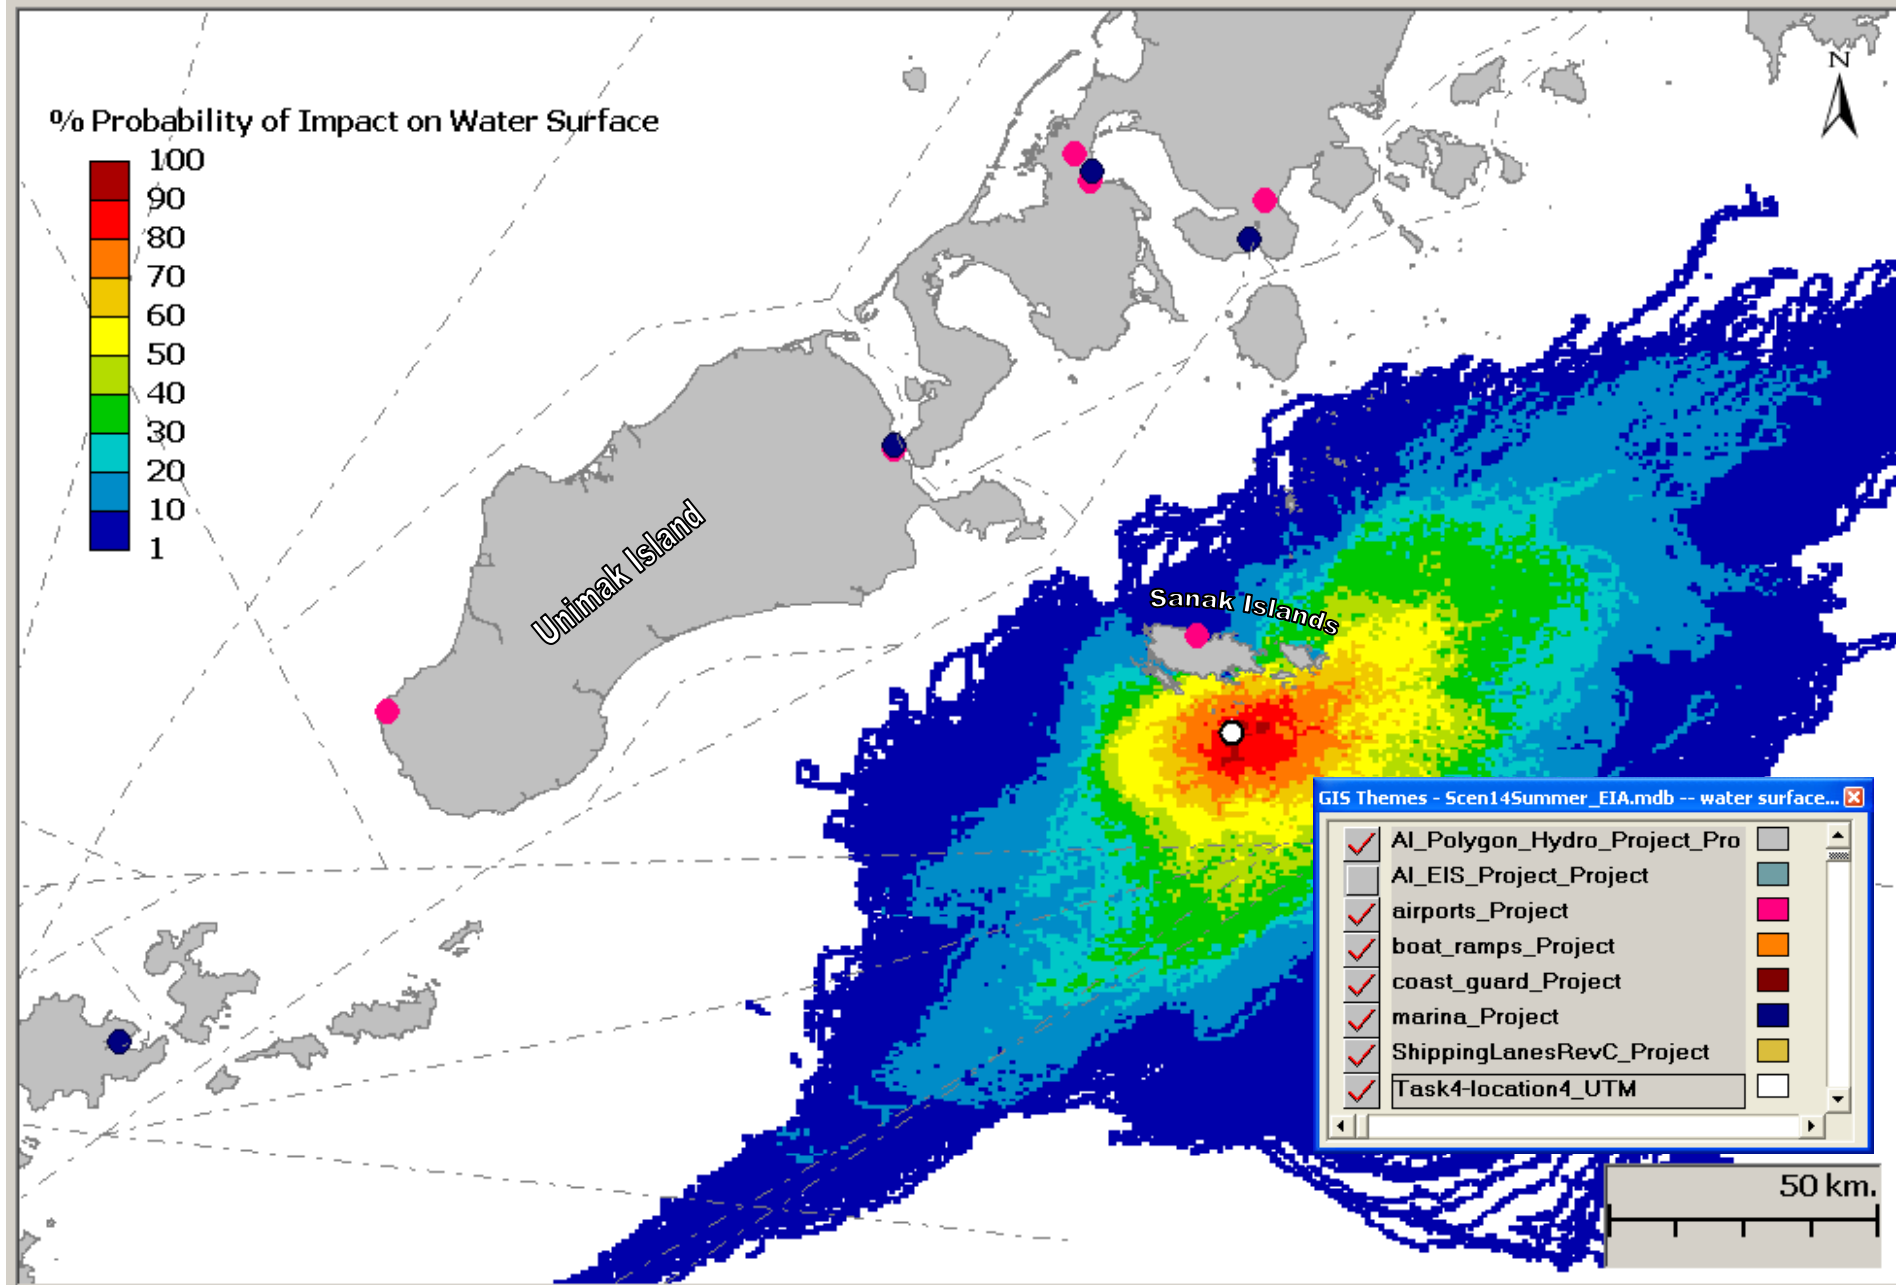 % Probability of Impact on Water Surface
100
90
80
70
60
50
40
30
20
10
1
N
Unimak Island
Sanak Islands
GIS Themes - Scen14Summer_EIA.mdb -- water surface...
AI_Polygon_Hydro_Project_Pro
AI_EIS_Project_Project
airports_Project
boat_ramps_Project
coast_guard_Project
marina_Project
ShippingLanesRevC_Project
Task4-location4_UTM
50 km.